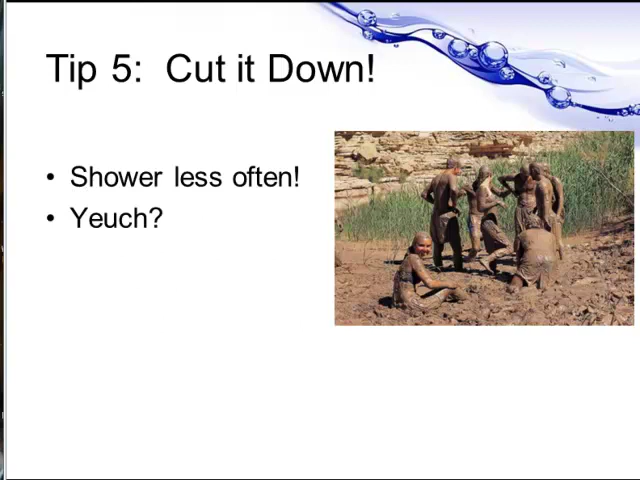 Tip 5:  Cut it Down!
• Shower less often!
• Yeuch?